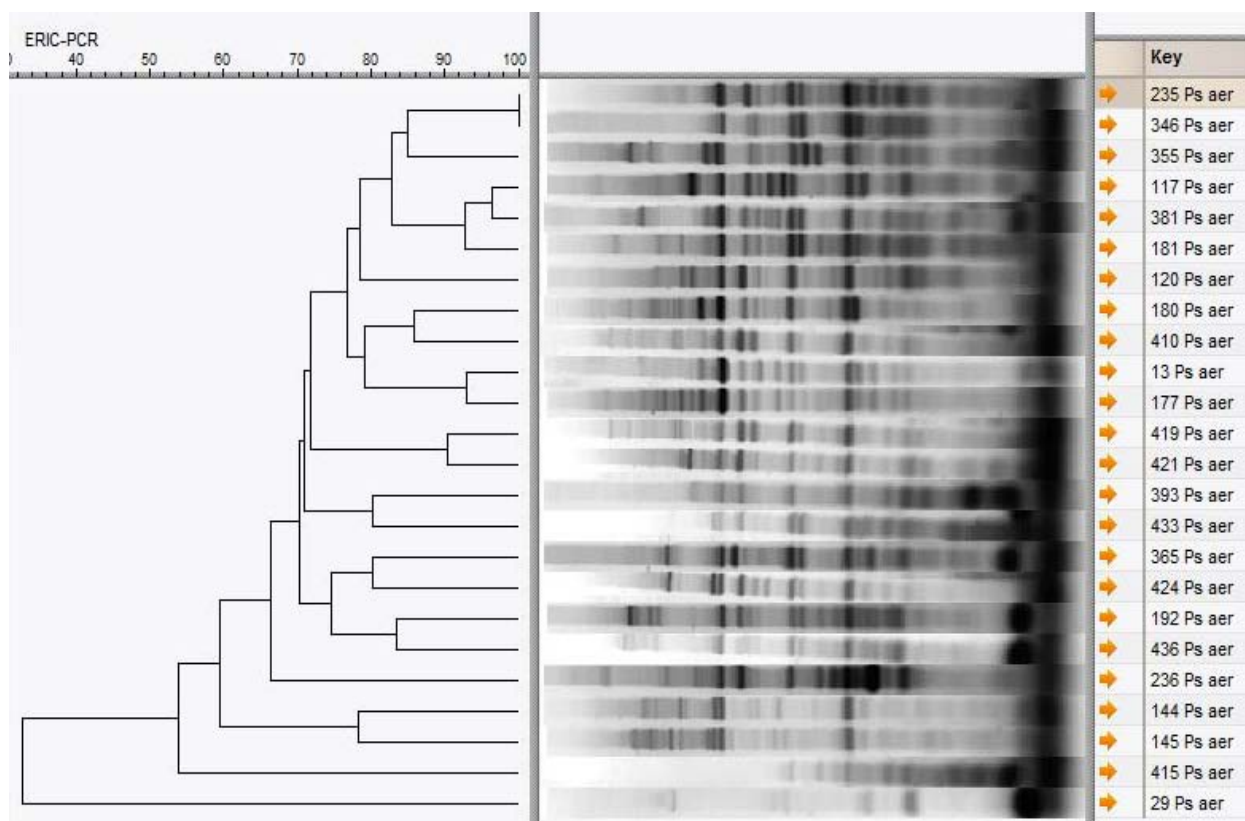 ERIC-PCR
40 50 60 70 80 90 100
Key
235 Ps aer
346 Ps aer
355 Ps aer
117 Ps aer
381 Ps aer
181 Ps aer
120 Ps aer
180 Ps aer
410 Ps aer
13 Ps aer
177 Ps aer
419 Ps aer
421 Ps aer
393 Ps aer
433 Ps aer
365 Ps aer
424 Ps aer
192 Ps aer
436 Ps aer
236 Ps aer
144 Ps aer
145 Ps aer
415 Ps aer
29 Ps aer